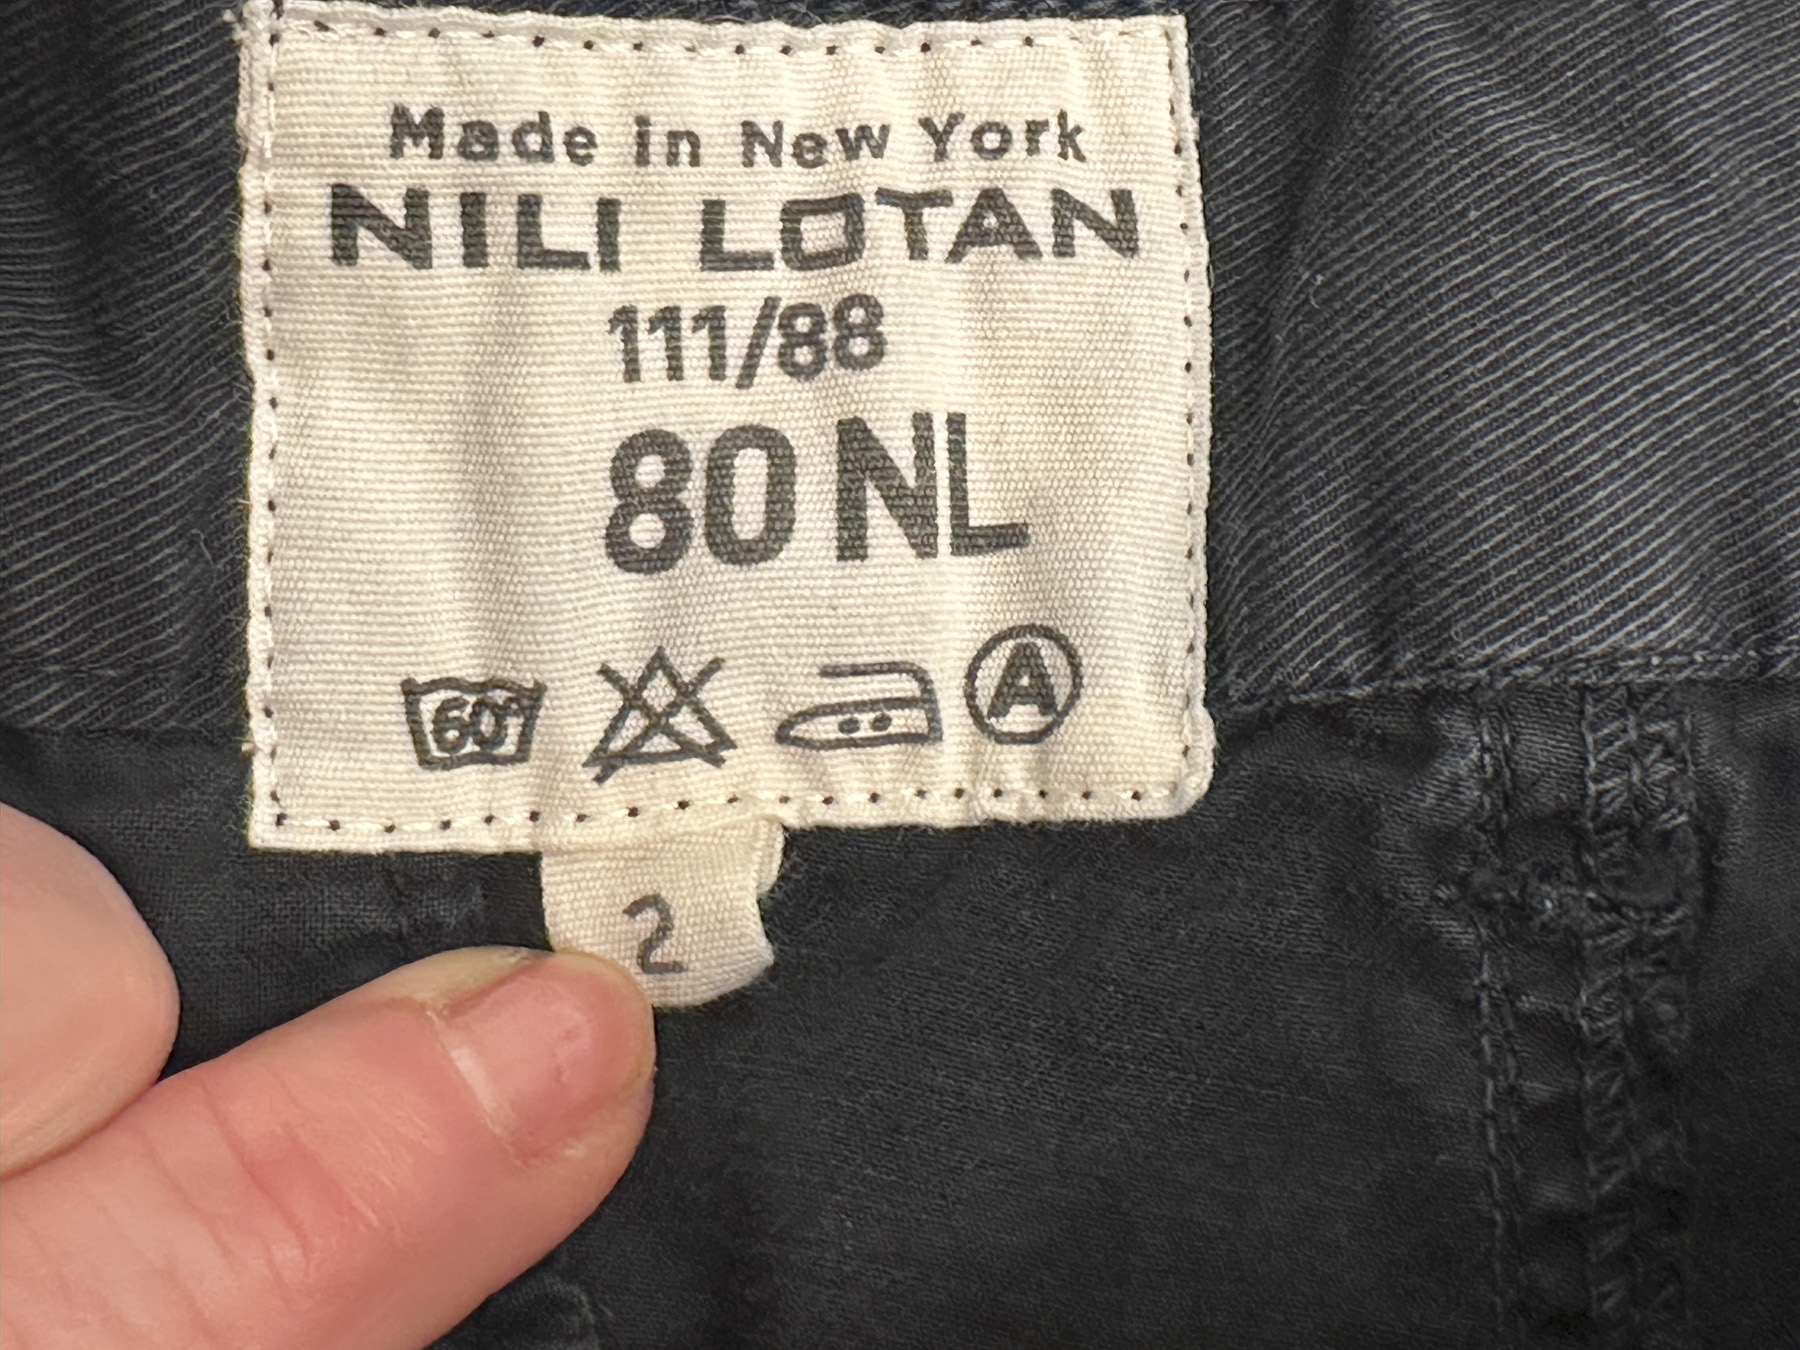 Made in New York
NILI LOTAN
111/88
80 NL
60°
A
2